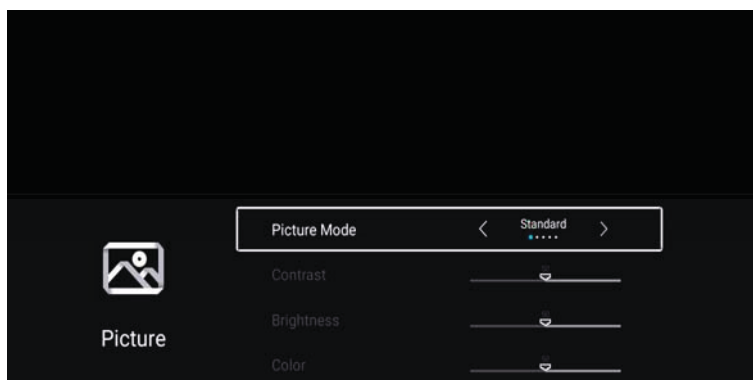 Picture Mode
Standard
Contrast
Brightness
Picture
Color